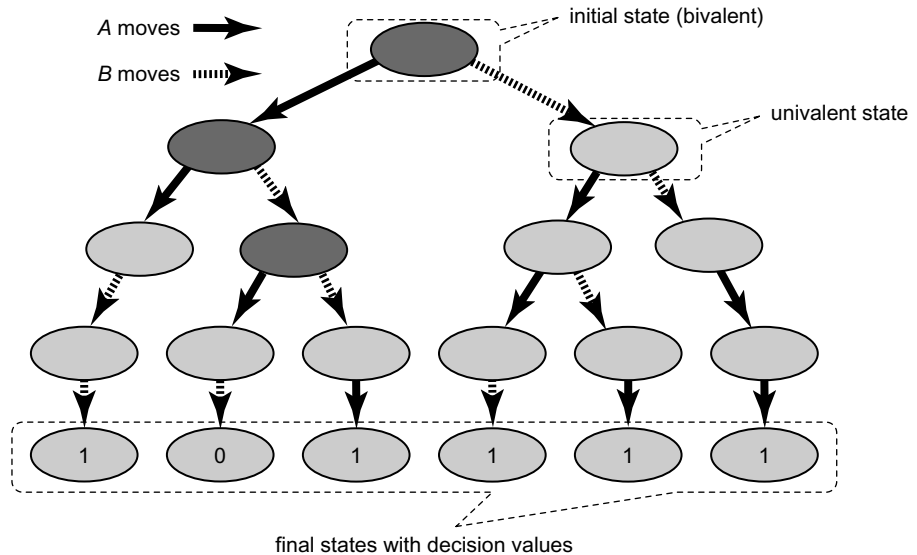 A moves
B moves
initial state (bivalent)
univalent state
1 0 1 1 1 1
final states with decision values